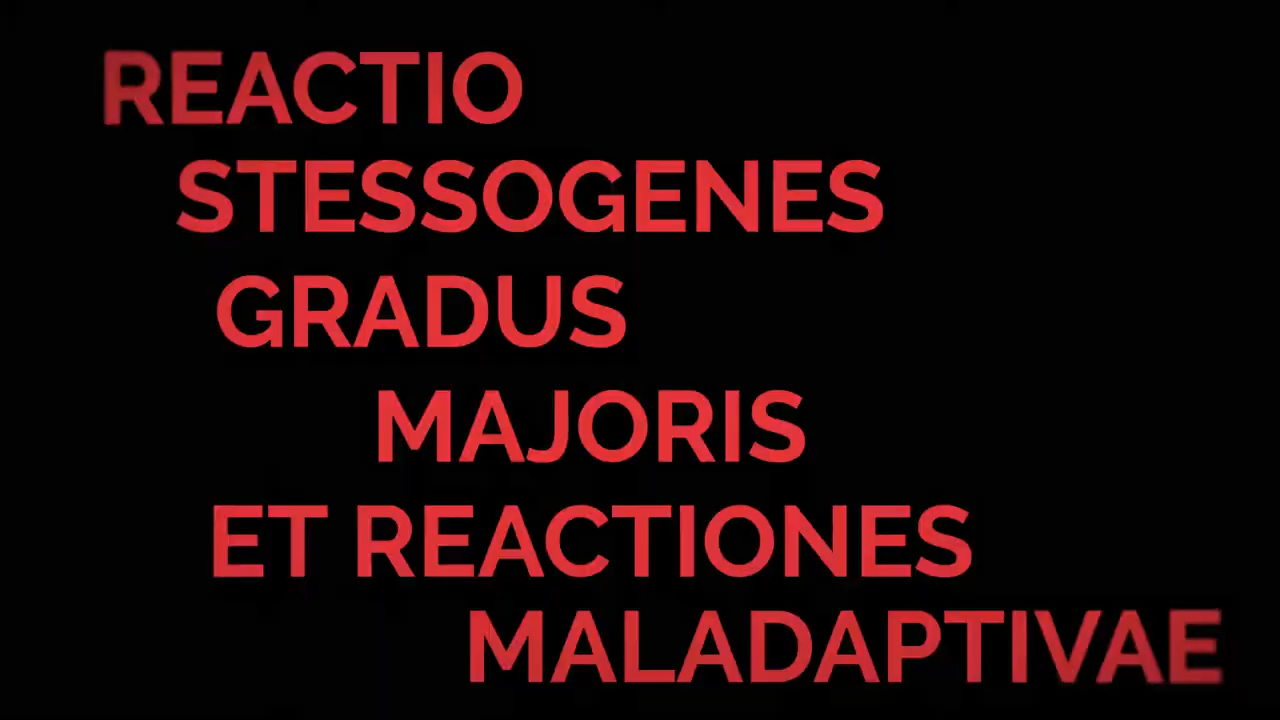 REACTIO
STESSOGENES
GRADUS
MAJORIS
ET REACTIONES
MALADAPTIVAE